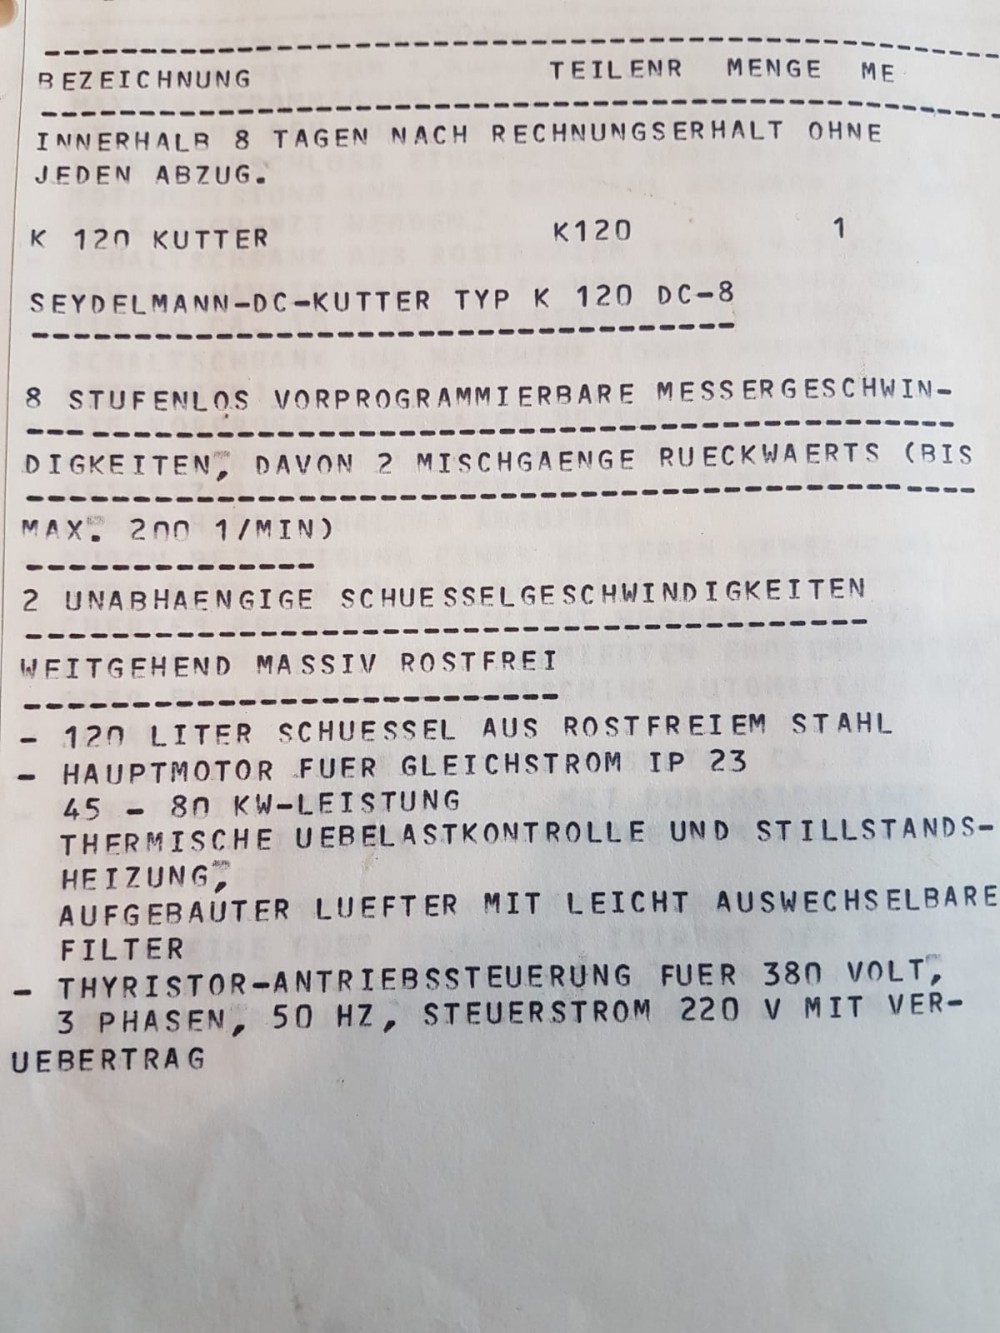 BEZEICHNUNG TEILENR MENGE ME
INNERHALB 8 TAGEN NACH RECHNUNGSERHALT OHNE
JEDEN ABZUG.
K 120 KUTTER K120 1
SEYDELMANN-DC-KUTTER TYP K 120 DC-8
8 STUFENLOS VORPROGRAMMIERBARE MESSERGESCHWIN-
DIGKEITEN, DAVON 2 MISCHGAENGE RUECKWAERTS (BIS
MAX. 200 1/MIN)
2 UNABHAENGIGE SCHUESSELGESCHWINDIGKEITEN
WEITGEHEND MASSIV ROSTFREI
- 120 LITER SCHUESSEL AUS ROSTFREIEM STAHL
- HAUPTMOTOR FUER GLEICHSTROM IP 23
45 - 80 KW-LEISTUNG
THERMISCHE UEBELASTKONTROLLE UND STILLSTANDS-
HEIZUNG,
AUFGEBAUTER LUEFTER MIT LEICHT AUSWECHSELBARE
FILTER
- THYRISTOR-ANTRIEBSSTEUERUNG FUER 380 VOLT,
3 PHASEN, 50 HZ, STEUERSTROM 220 V MIT VER-
UEBERTRAG